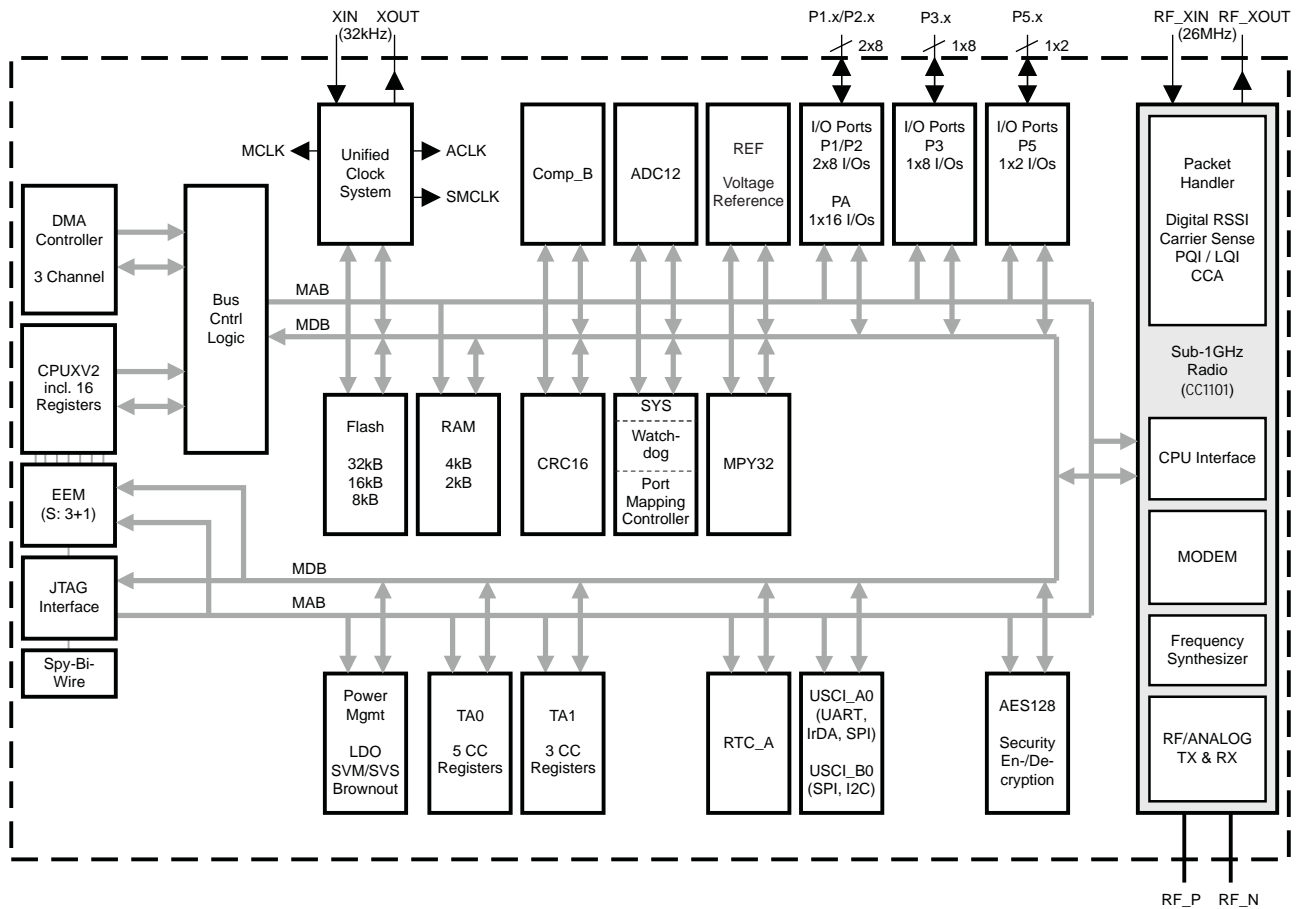 XIN XOUT
(32kHz)
P1.x/P2.x
2x8
P3.x
1x8
P5.x
1x2
RF_XIN RF_XOUT
(26MHz)
MCLK
Unified
Clock
System
ACLK
SMCLK
Comp_B
ADC12
REF
Voltage
Reference
I/O Ports
P1/P2
2x8 I/Os
PA
1x16 I/Os
I/O Ports
P3
1x8 I/Os
I/O Ports
P5
1x2 I/Os
Packet
Handler
Digital RSSI
Carrier Sense
PQI / LQI
CCA
Sub-1GHz
Radio
(CC1101)
CPU Interface
MODEM
Frequency
Synthesizer
RF/ANALOG
TX & RX
DMA
Controller
3 Channel
Bus
Cntrl
Logic
MAB
MDB
CPUXV2
incl. 16
Registers
EEM
(S: 3+1)
JTAG
Interface
Spy-Bi-
Wire
Flash
32kB
16kB
8kB
RAM
4kB
2kB
CRC16
SYS
Watch-
dog
Port
Mapping
Controller
MPY32
MDB
MAB
Power
Mgmt
LDO
SVM/SVS
Brownout
TA0
5 CC
Registers
TA1
3 CC
Registers
RTC_A
USCI_A0
(UART,
IrDA, SPI)
USCI_B0
(SPI, I2C)
AES128
Security
En-/De-
cryption
RF_P RF_N